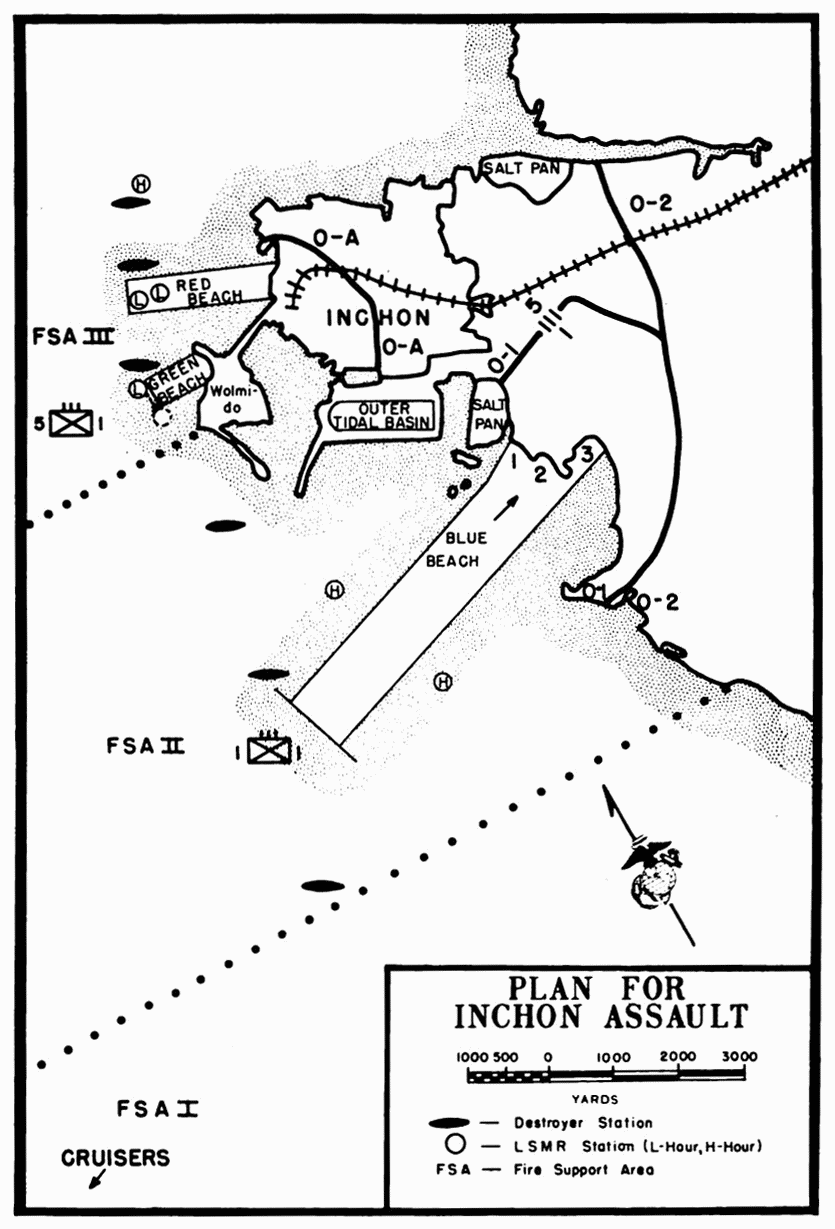 SALT PAN
H
O-2
O-A
L L RED
BEACH
FSA III
INCHON
5
1
O-A
O-1
L GREEN
BEACH
Wolmi-
do
5 1
OUTER
TIDAL BASIN
SALT
PAN
1 2 3
BLUE
BEACH
H
O-1
O-2
H
FSA II
1 1
PLAN FOR
INCHON ASSAULT
1000 500 0 1000 2000 3000
YARDS
— Destroyer Station
— LSMR Station (L-Hour, H-Hour)
FSA — Fire Support Area
FSA I
CRUISERS